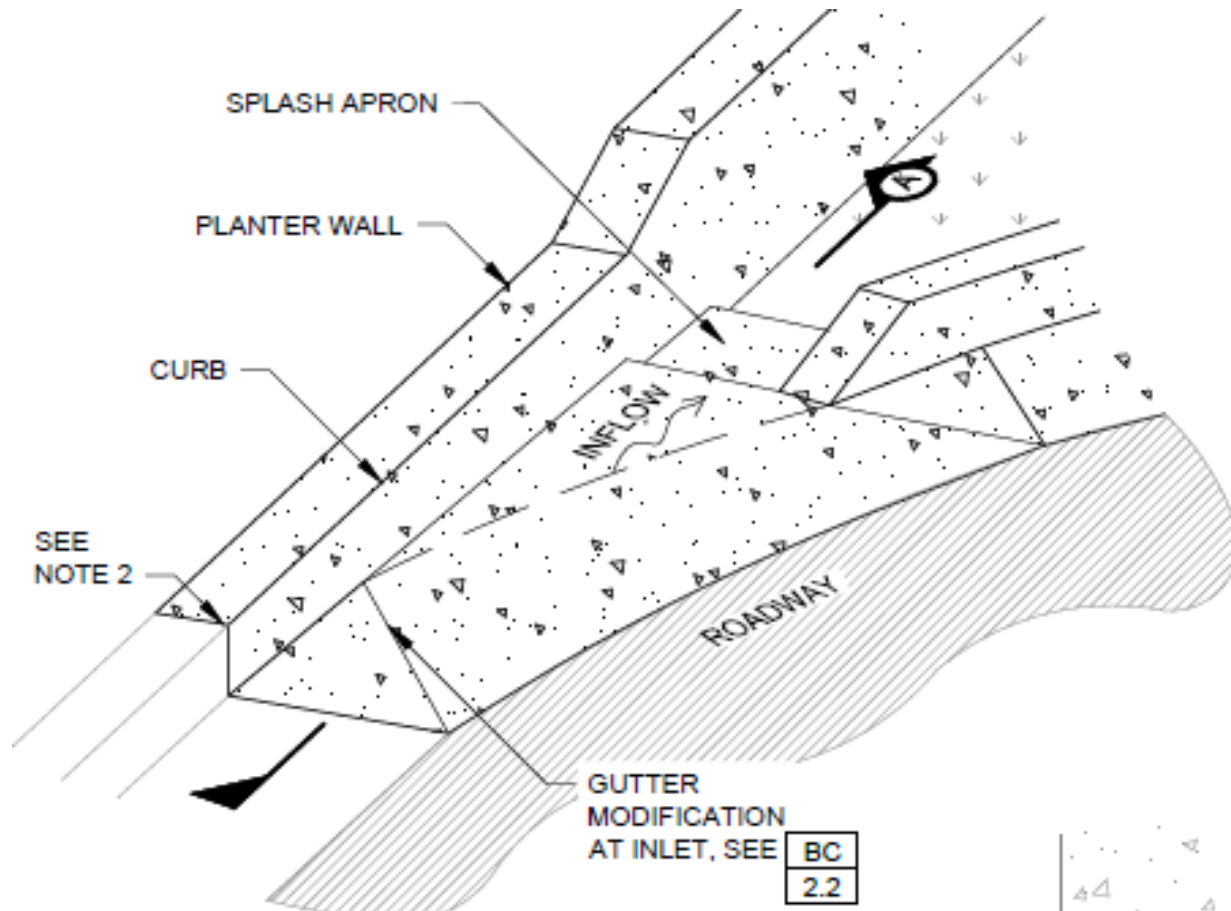 SPLASH APRON
A
PLANTER WALL
CURB
INFLOW
SEE
NOTE 2
ROADWAY
GUTTER
MODIFICATION
AT INLET, SEE
BC
2.2